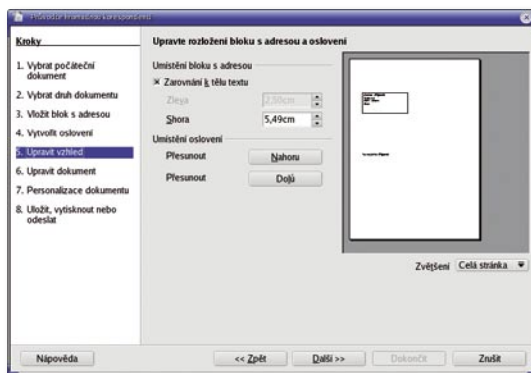 Průvodce hromadnou korespondencí
Kroky
1. Vybrat počáteční
dokument
2. Vybrat druh dokumentu
3. Vložit blok s adresou
4. Vytvořit oslovení
5. Upravit vzhled
6. Upravit dokument
7. Personalizace dokumentu
8. Uložit, vytisknout nebo
odeslat
Upravte rozložení bloku s adresou a oslovení
Umístění bloku s adresou
Zarovnání k tělu textu
Zleva 2,50cm
Shora 5,49cm
Umístění oslovení
Přesunout Nahoru
Přesunout Dolů
Zvětšení Celá stránka
Nápověda << Zpět Další >> Dokončit Zrušit